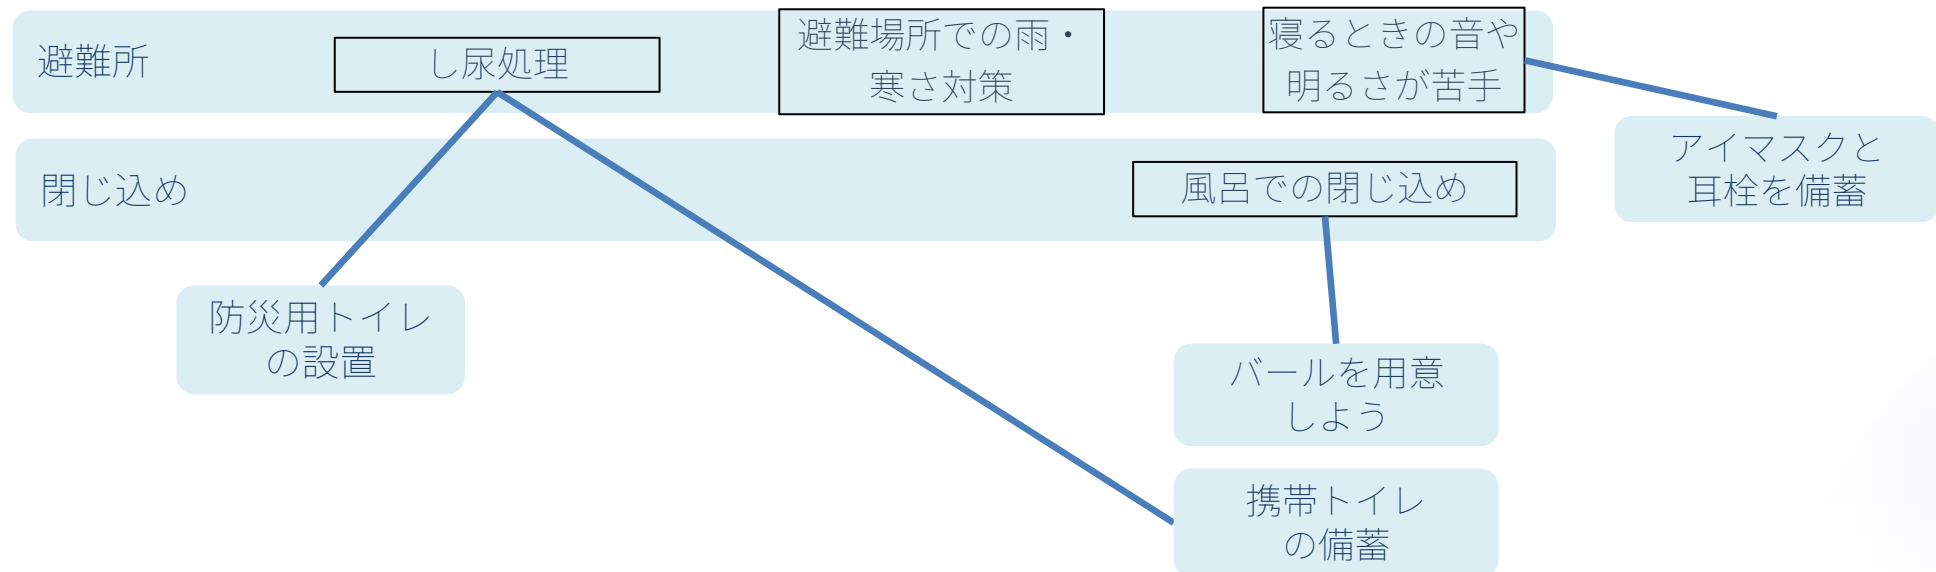 避難所
し尿処理
避難場所での雨・
寒さ対策
寝るときの音や
明るさが苦手
アイマスクと
耳栓を備蓄
閉じ込め
風呂での閉じ込め
防災用トイレ
の設置
バールを用意
しよう
携帯トイレ
の備蓄